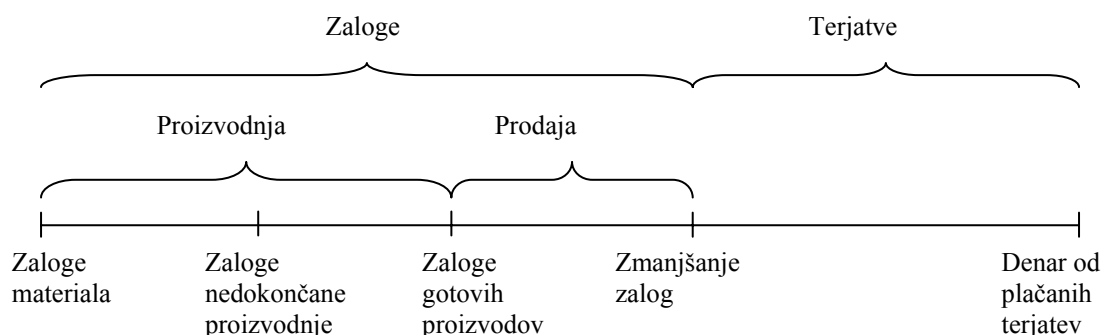 Zaloge
Terjatve
Proizvodnja
Prodaja
Zaloge
materiala
Zaloge
nedokončane
proizvodnje
Zaloge
gotovih
proizvodov
Zmanjšanje
zalog
Denar od
plačanih
terjatev